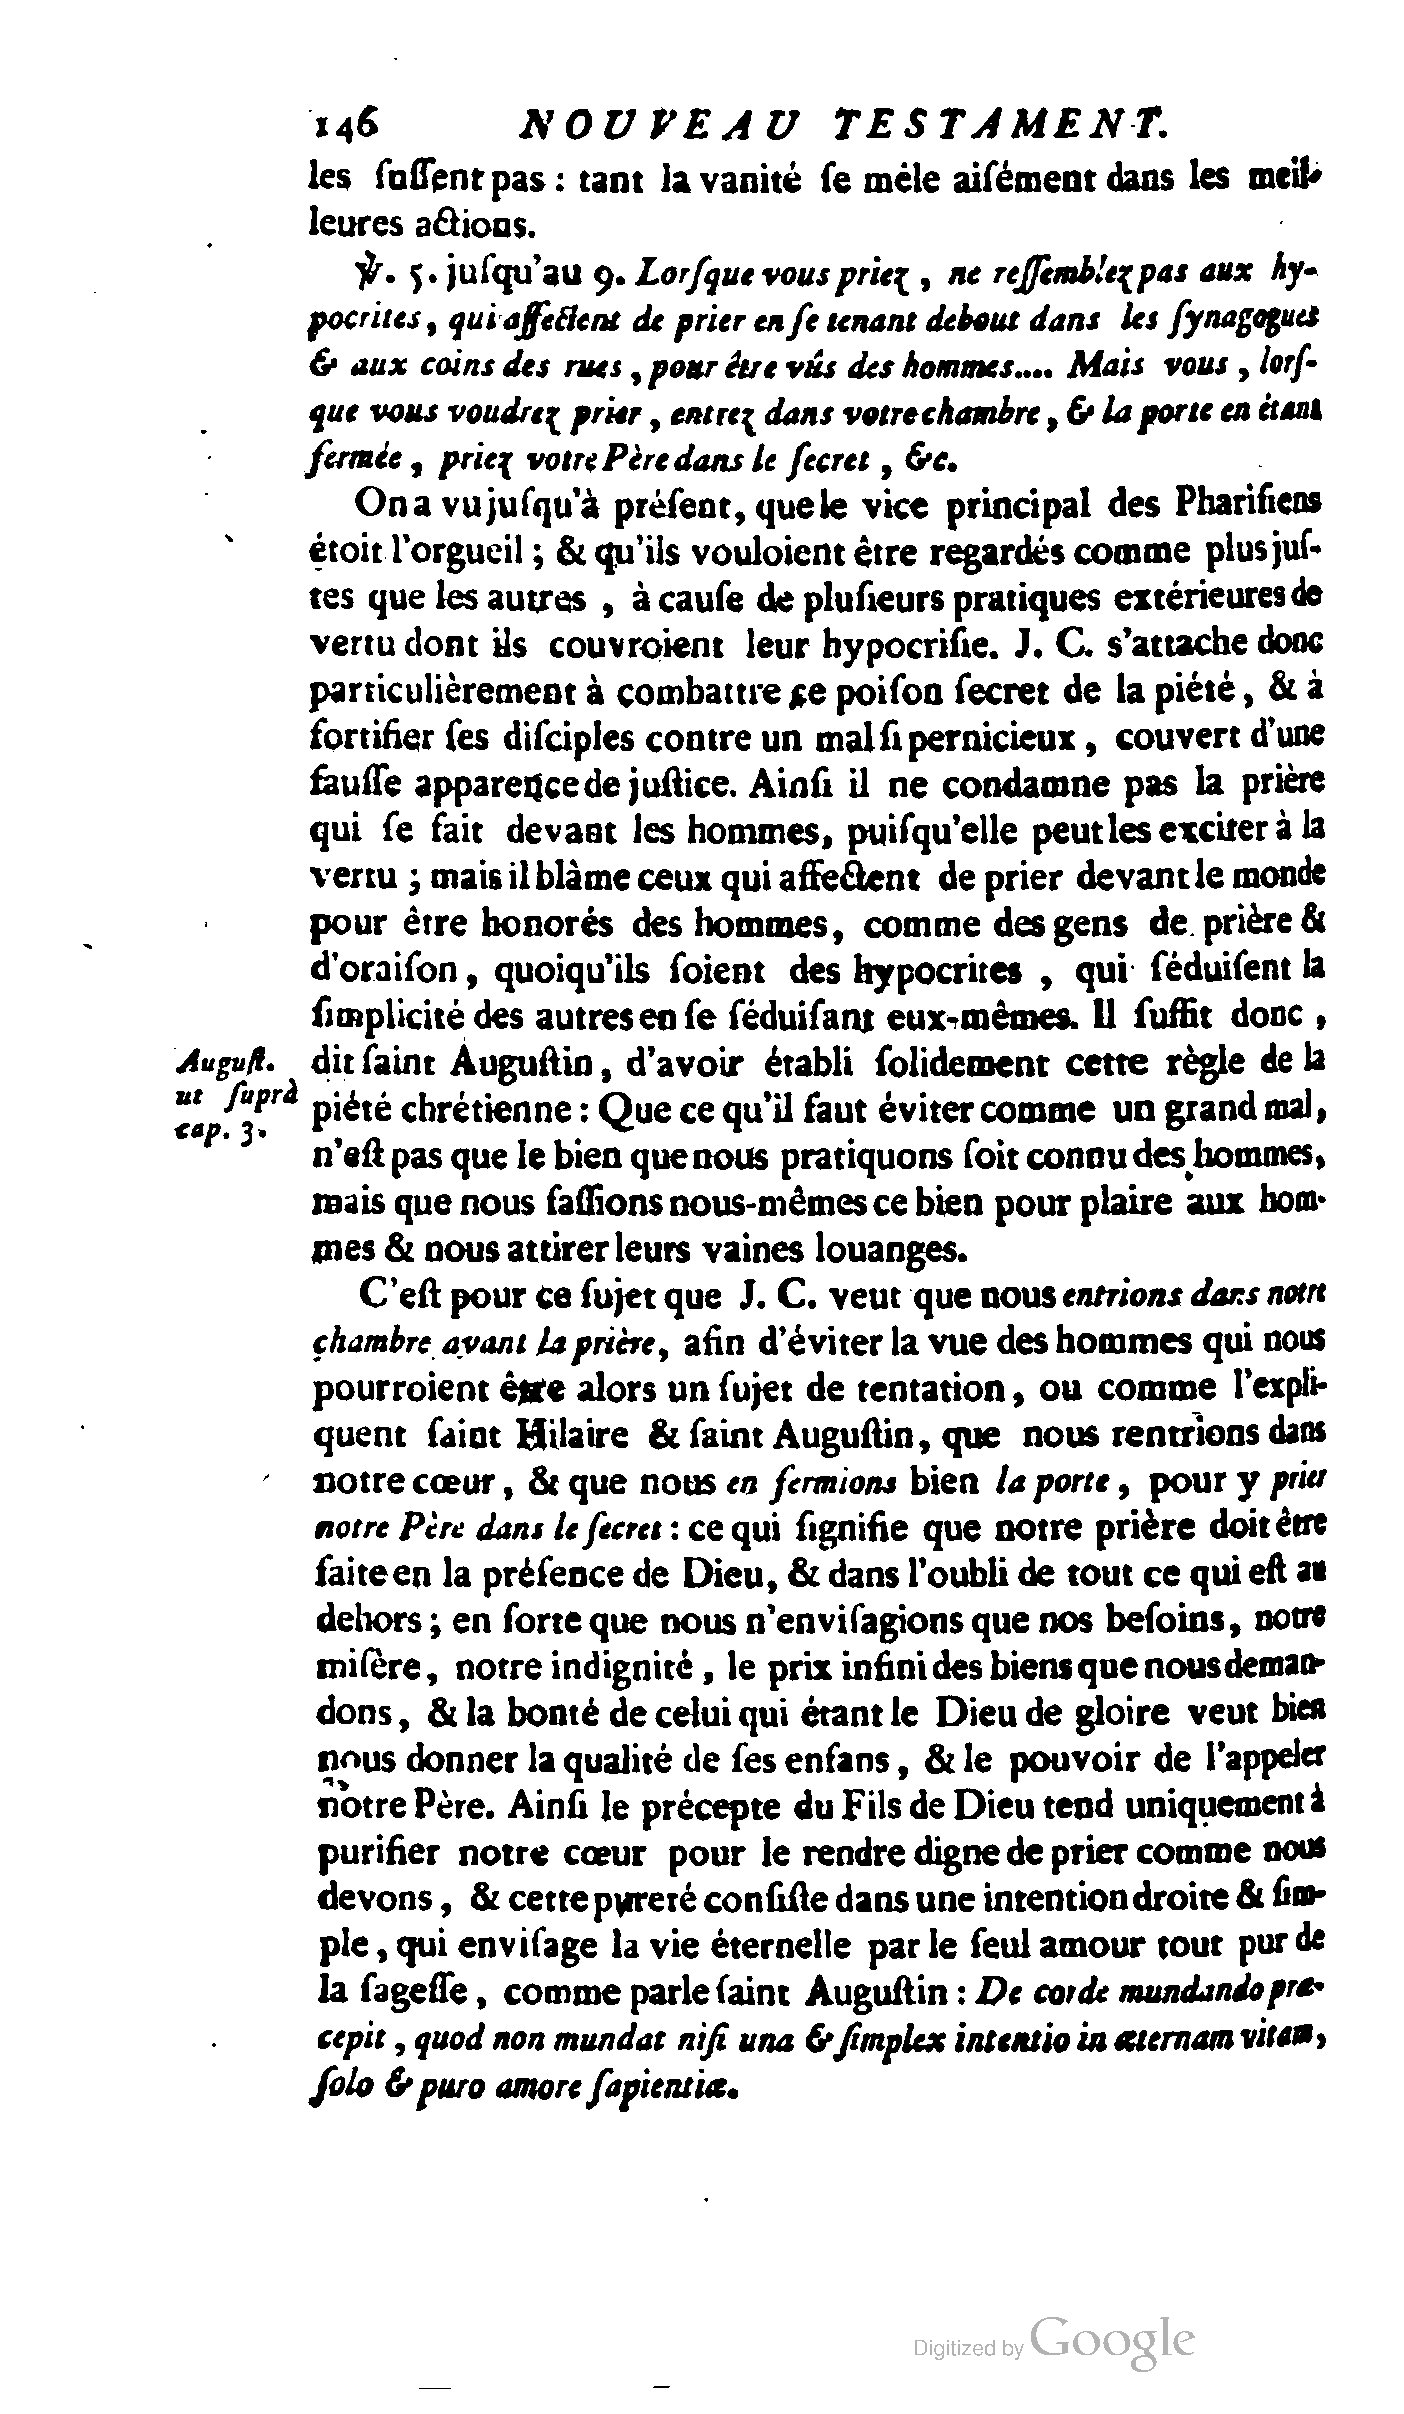 146 NOUVEAU TESTAMENT.
les fussent pas : tant la vanité se mêle aisément dans les meil-
leures actions.
℣. 5. jusqu'au 9. Lorsque vous priez, ne ressemblez pas aux hy-
pocrites, qui affectent de prier en se tenant debout dans les synagogues
& aux coins des rues, pour être vûs des hommes.... Mais vous, lors-
que vous voudrez prier, entrez dans votre chambre, & la porte en étant
fermée, priez votre Père dans le secret, &c.
On a vu jusqu'à présent, que le vice principal des Pharisiens
étoit l'orgueil; & qu'ils vouloient être regardés comme plus jus-
tes que les autres, à cause de plusieurs pratiques extérieures de
vertu dont ils couvroient leur hypocrisie. J. C. s'attache donc
particulièrement à combattre ce poison secret de la piété, & à
fortifier ses disciples contre un mal si pernicieux, couvert d'une
fausse apparence de justice. Ainsi il ne condamne pas la prière
qui se fait devant les hommes, puisqu'elle peut les exciter à la
vertu; mais il blâme ceux qui affectent de prier devant le monde
pour être honorés des hommes, comme des gens de prière &
d'oraison, quoiqu'ils soient des hypocrites, qui séduisent la
simplicité des autres en se séduisant eux-mêmes. Il suffit donc,
August.
ut suprà
cap. 3.
dit saint Augustin, d'avoir établi solidement cette règle de la
piété chrétienne : Que ce qu'il faut éviter comme un grand mal,
n'est pas que le bien que nous pratiquons soit connu des hommes,
mais que nous fassions nous-mêmes ce bien pour plaire aux hom-
mes & nous attirer leurs vaines louanges.
C'est pour ce sujet que J. C. veut que nous entrions dans notre
chambre avant la prière, afin d'éviter la vue des hommes qui nous
pourroient être alors un sujet de tentation, ou comme l'expli-
quent saint Hilaire & saint Augustin, que nous rentrions dans
notre cœur, & que nous en fermions bien la porte, pour y prier
notre Père dans le secret : ce qui signifie que notre prière doit être
faite en la présence de Dieu, & dans l'oubli de tout ce qui est au
dehors; en sorte que nous n'envisagions que nos besoins, notre
misère, notre indignité, le prix infini des biens que nous deman-
dons, & la bonté de celui qui étant le Dieu de gloire veut bien
nous donner la qualité de ses enfans, & le pouvoir de l'appeler
notre Père. Ainsi le précepte du Fils de Dieu tend uniquement à
purifier notre cœur pour le rendre digne de prier comme nous
devons, & cette pureté consiste dans une intention droite & sim-
ple, qui envisage la vie éternelle par le seul amour tout pur de
la sagesse, comme parle saint Augustin : De corde mundando præ-
cepit, quod non mundat nisi una & simplex intentio in æternam vitam,
solo & puro amore sapientiæ.
Digitized by Google